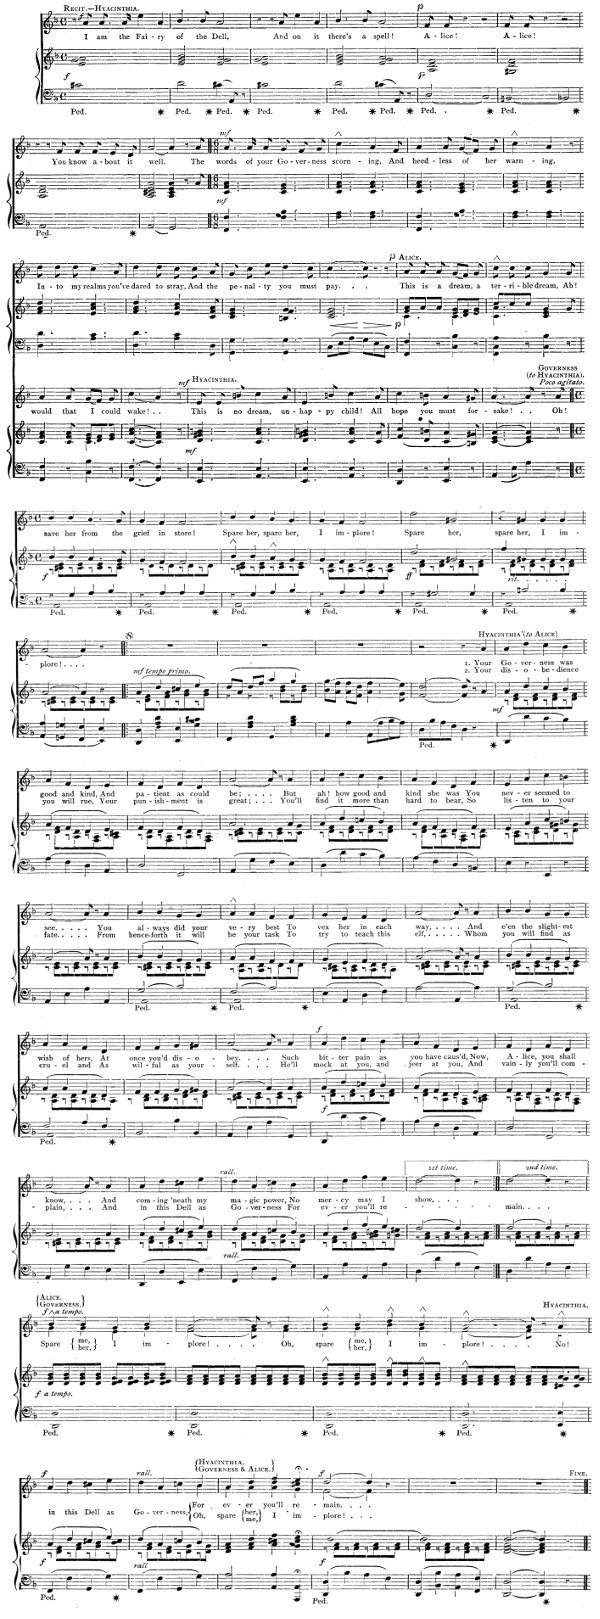 RECIT.—HYACINTHIA.
f
p
I am the Fai-ry of the Dell, And on it there's a spell! A-lice! A-lice!
f
p
Ped. * Ped. * Ped. * Ped. * Ped. * Ped. * Ped. . Ped. *
mf
You know a-bout it well. The words of your Go-ver-ness scorn-ing, And heed-less of her warn-ing,
mf
Ped. *
p ALICE.
In-to my realms you've dared to stray, And the pe-nal-ty you must pay. . . . This is a dream, a ter-ri-ble dream, Ah!
p
GOVERNESS
(to HYACINTHIA).
mf HYACINTHIA.
Poco agitato.
would that I could wake! . . This is no dream, un-hap-py child! All hope you must for-sake! . . . Oh!
mf
save her from the grief in store! Spare her, spare her, I im-plore! Spare her, spare her, I im-
f
ff
rit. . . . . .
Ped. * Ped. * Ped. * Ped. * Ped. * Ped. *
HYACINTHIA (to ALICE)
plore! . . . .
1. Your Go-ver-ness was
2. Your dis-o-be-dience
mf tempo primo.
mf
Ped. *
good and kind, And pa-tient as could be; . . . . But ah! how good and kind she was You nev-er seemed to
you will rue, Your pun-ish-ment is great; . . . . You'll find it more than hard to bear, So lis-ten to your
see. . . . . You al-ways did your ve-ry best To vex her in each way, . . . . And e'en the slight-est
fate. . . . . From hence-forth it will be your task To try to teach this elf, . . . . Whom you will find as
Ped. * Ped. *
f
wish of hers, At once you'd dis-o-bey. . . . . Such bit-ter pain as you have caus'd, Now, A-lice, you shall
cru-el and As wil-ful as your-self. . . . . He'll mock at you, and jeer at you, And vain-ly you'll com-
f
Ped. *
rall.
1st time.
2nd time.
know, . . . . And com-ing 'neath my ma-gic power, No mer-cy may I show. . . .
-plain, . . . . And in this Dell as Go-ver-ness For ev-er you'll re-main. . . .
rall.
{ALICE.
{GOVERNESS.}
f a tempo.
HYACINTHIA.
Spare {me, her,} I im-plore! . . . . Oh, spare {me, her,} I im-plore! . . . . No!
f a tempo.
Ped. * Ped. * Ped. * Ped. *
f
rall.
{HYACINTHIA.
{GOVERNESS & ALICE.}
f
FINE.
in this Dell as Go-ver-ness,
{For ev-er you'll re-main. . . .
{Oh, spare {her, me,} I im-plore! . . .
f
rall.
f
Ped. * Ped. *